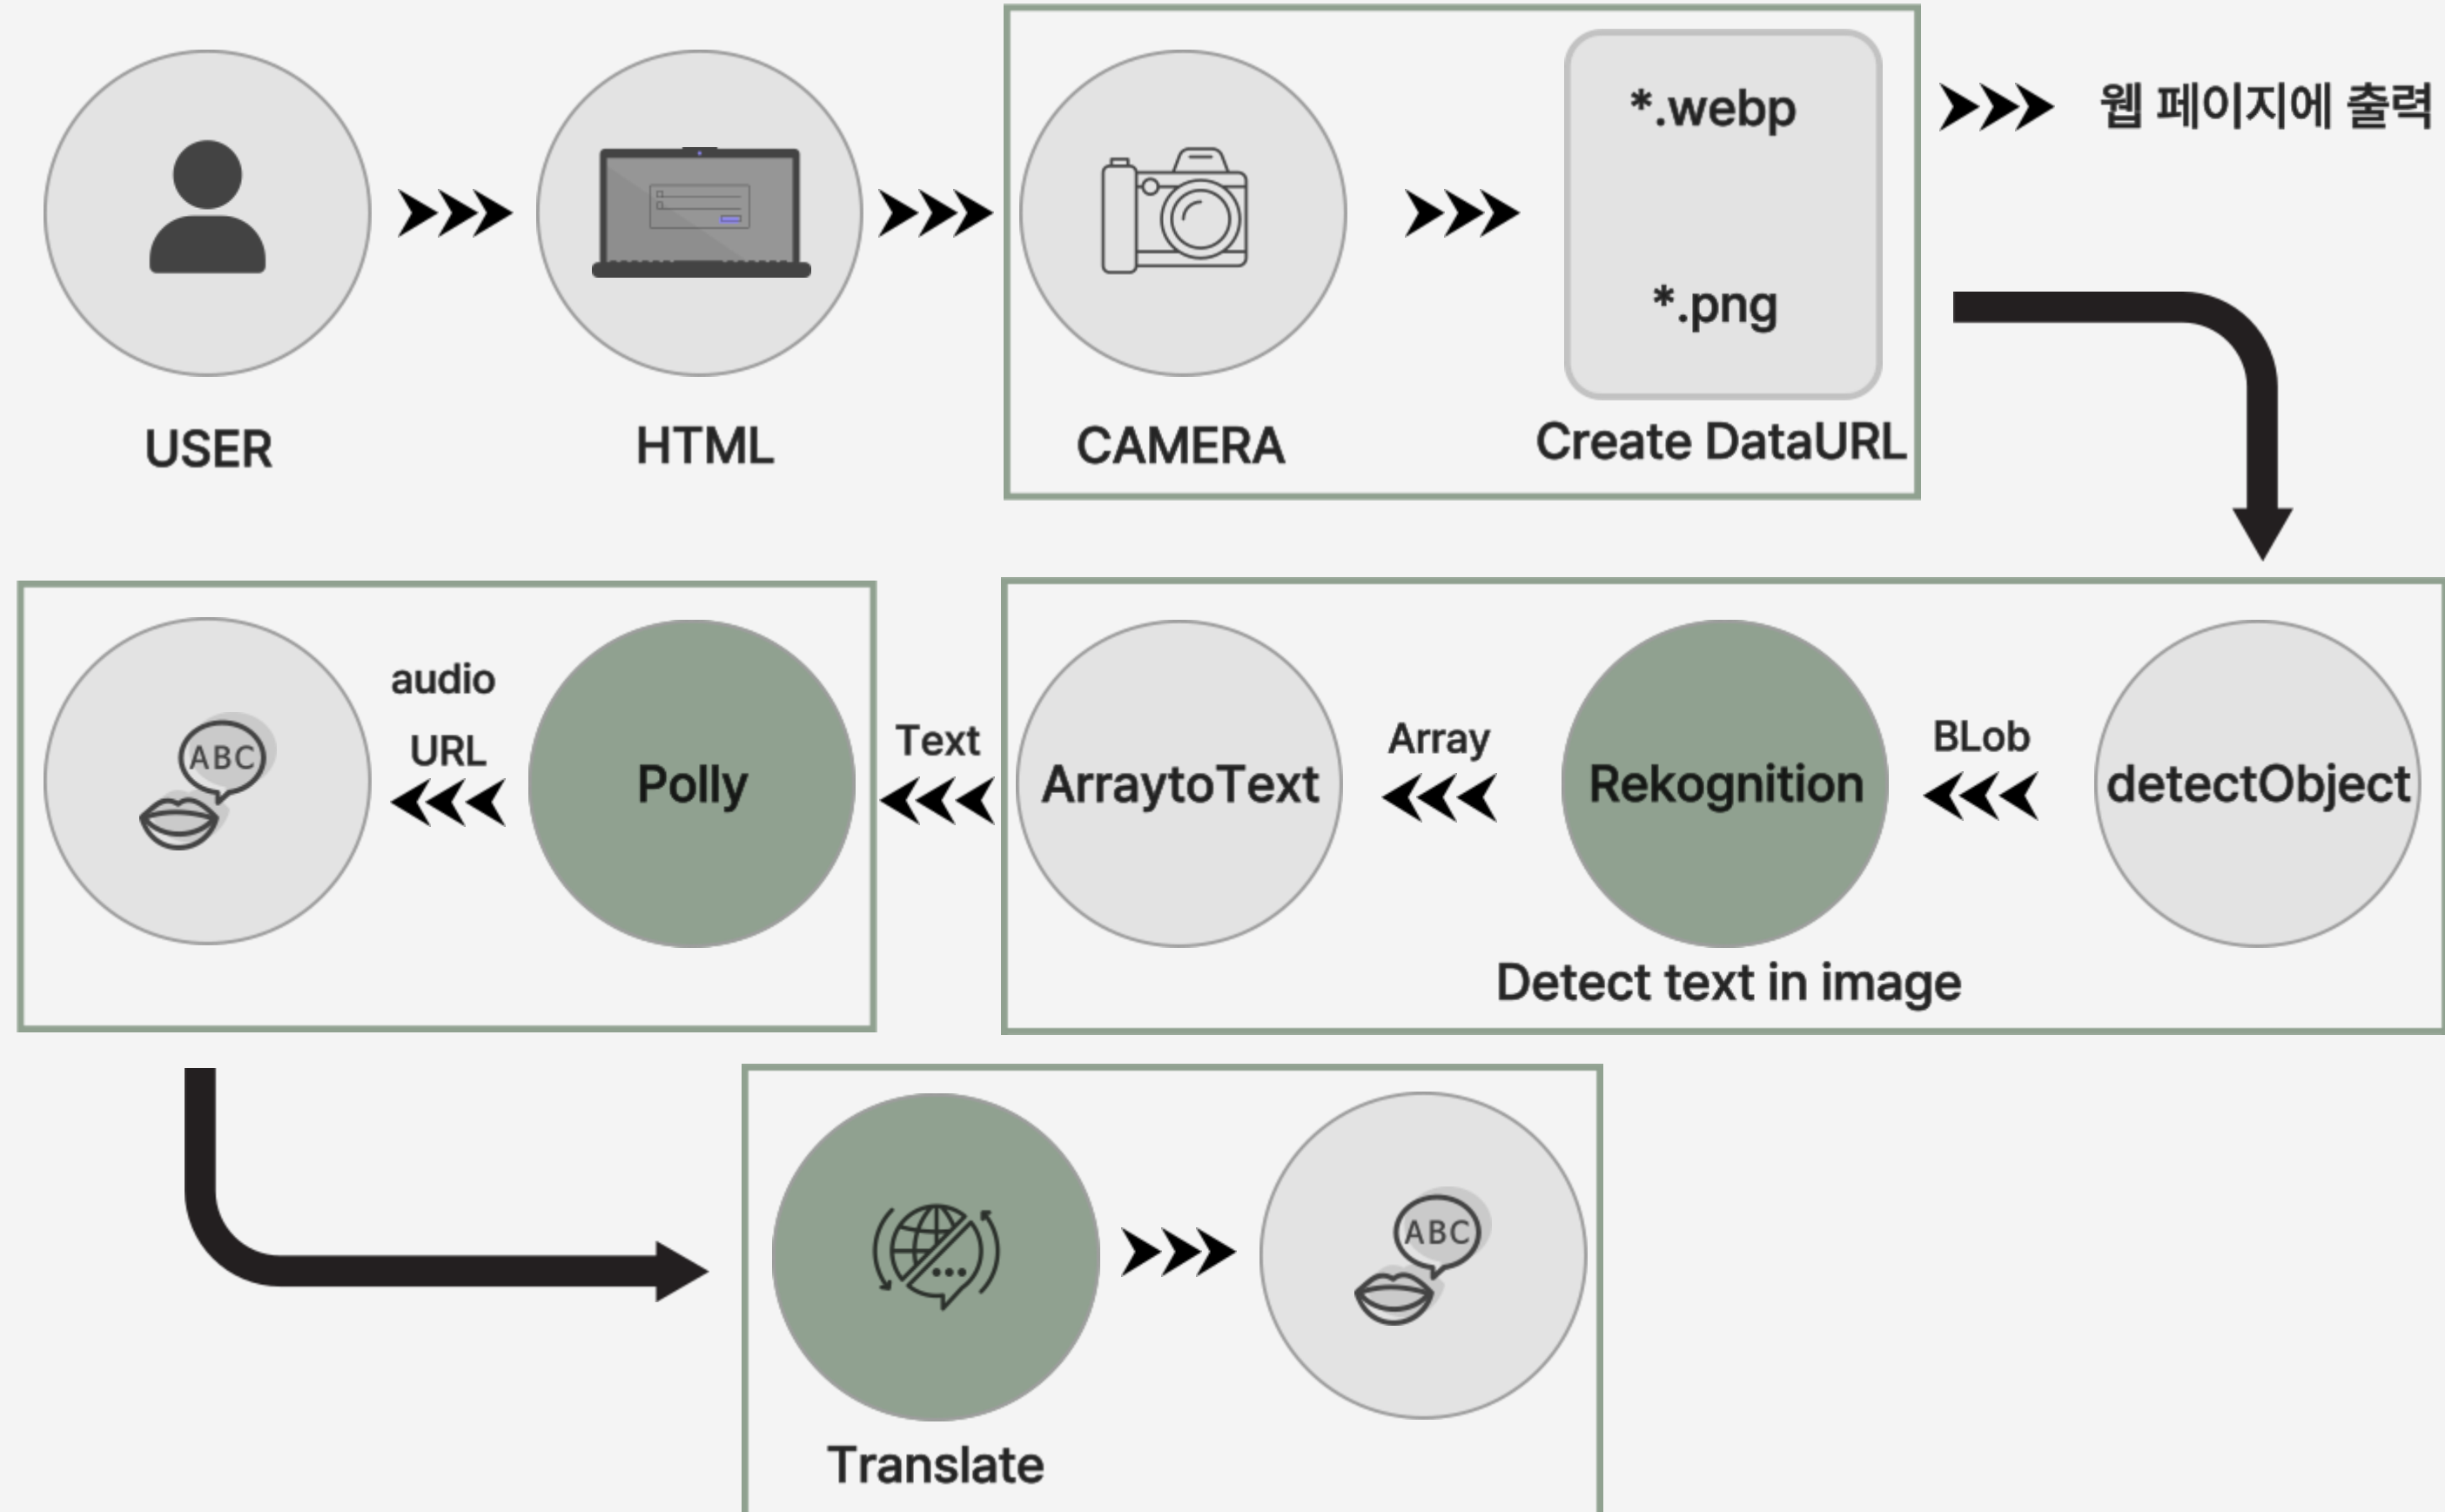 *.webp
웹 페이지에 출력
*.png
USER
HTML
CAMERA
Create DataURL
detectObject
BLob
Rekognition
Detect text in image
Array
ArraytoText
Text
Polly
audio
URL
ABC
Translate
ABC